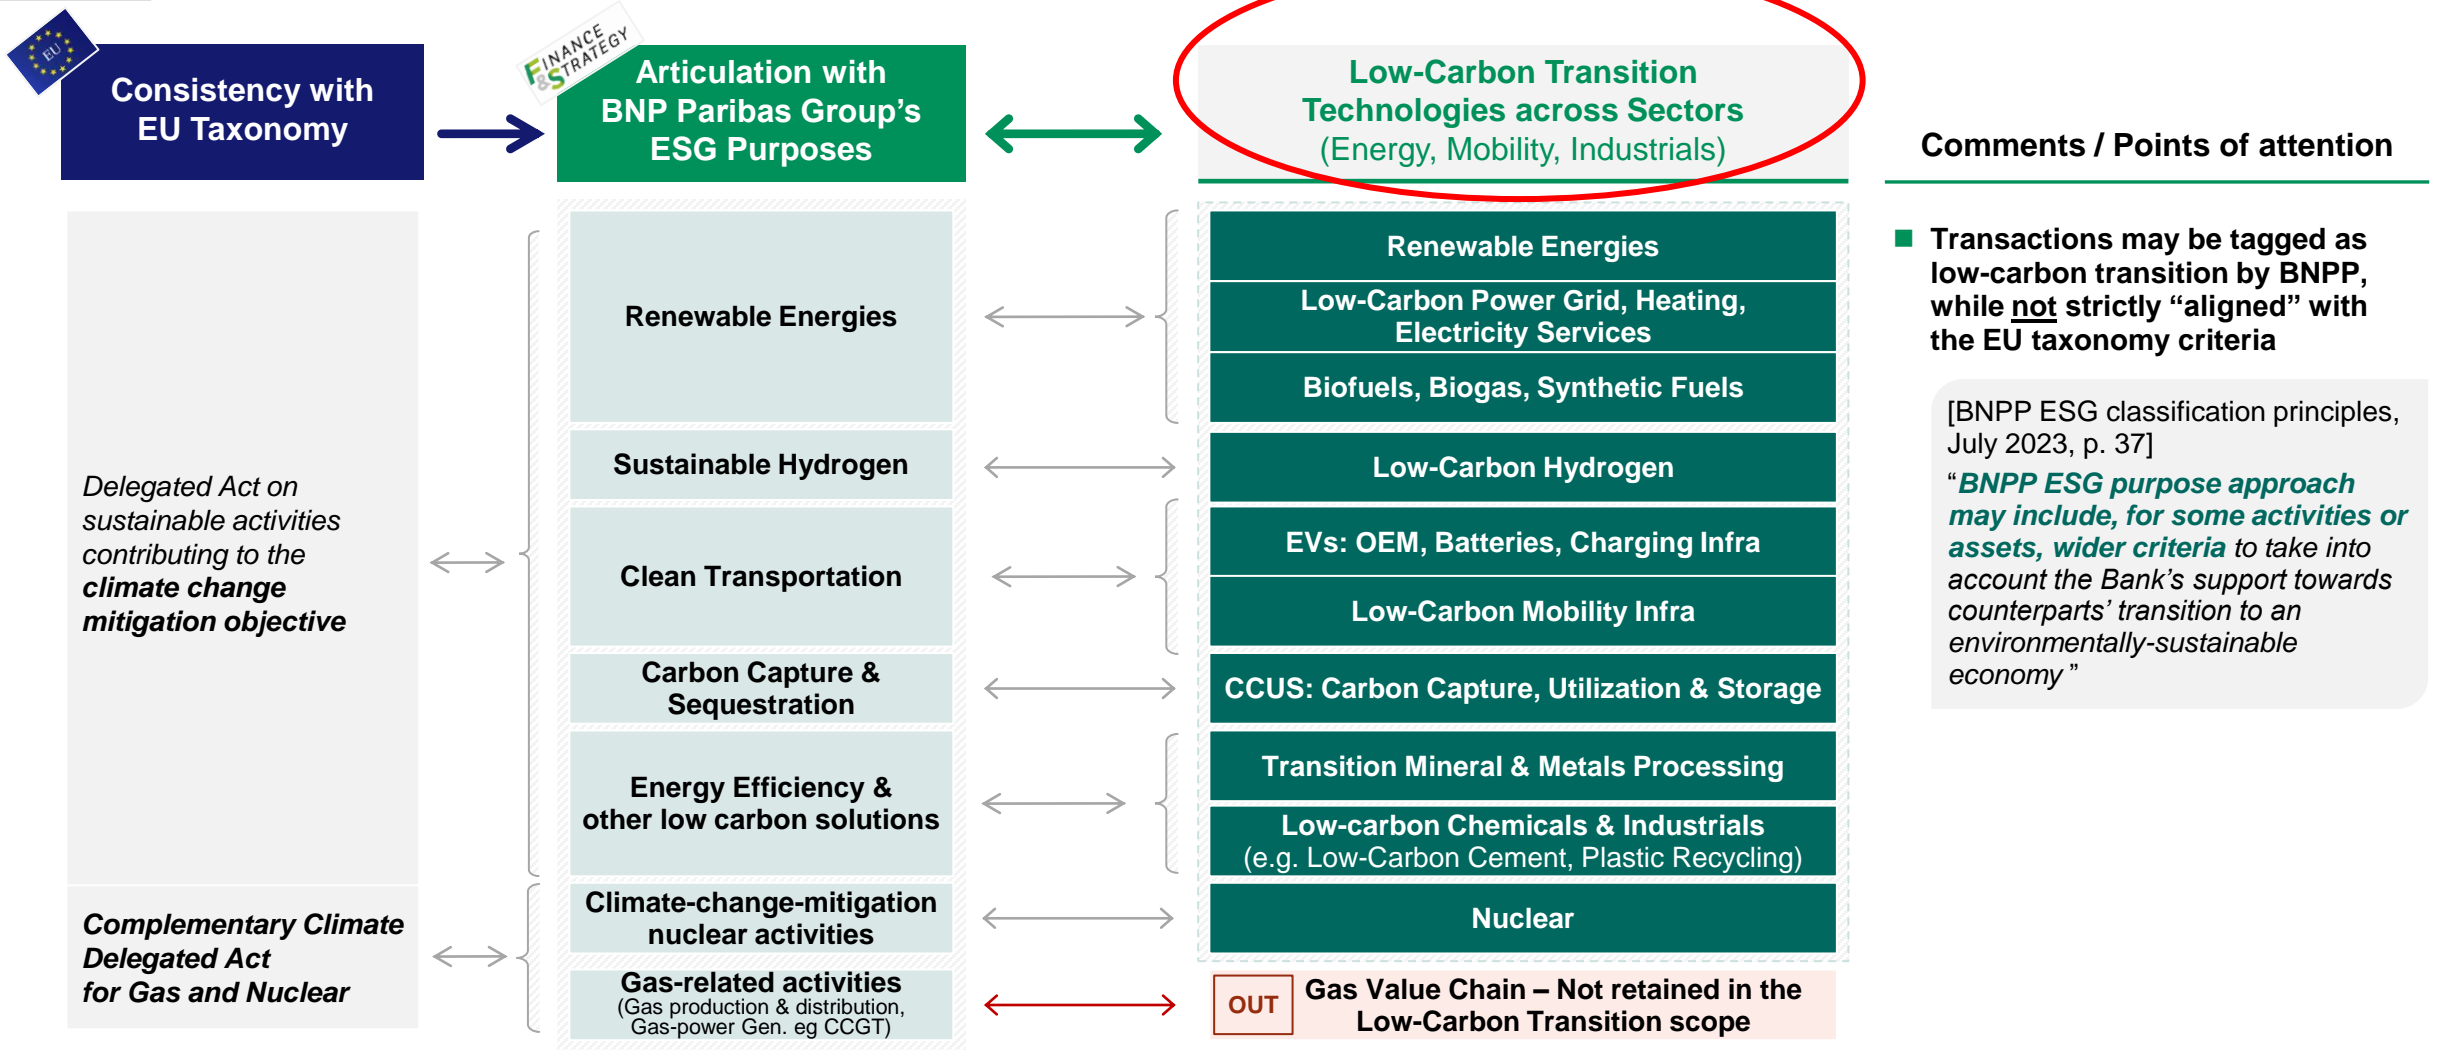 EU
Consistency with
EU Taxonomy
FINANCE
&STRATEGY
Articulation with
BNP Paribas Group’s
ESG Purposes
Low-Carbon Transition
Technologies across Sectors
(Energy, Mobility, Industrials)
Comments / Points of attention
Delegated Act on
sustainable activities
contributing to the
climate change
mitigation objective
Complementary Climate
Delegated Act
for Gas and Nuclear
Renewable Energies
Sustainable Hydrogen
Clean Transportation
Carbon Capture &
Sequestration
Energy Efficiency &
other low carbon solutions
Climate-change-mitigation
nuclear activities
Gas-related activities
(Gas production & distribution,
Gas-power Gen. eg CCGT)
Renewable Energies
Low-Carbon Power Grid, Heating,
Electricity Services
Biofuels, Biogas, Synthetic Fuels
Low-Carbon Hydrogen
EVs: OEM, Batteries, Charging Infra
Low-Carbon Mobility Infra
CCUS: Carbon Capture, Utilization & Storage
Transition Mineral & Metals Processing
Low-carbon Chemicals & Industrials
(e.g. Low-Carbon Cement, Plastic Recycling)
Nuclear
OUT
Gas Value Chain – Not retained in the
Low-Carbon Transition scope
Transactions may be tagged as
low-carbon transition by BNPP,
while not strictly “aligned” with
the EU taxonomy criteria
[BNPP ESG classification principles,
July 2023, p. 37]
“BNPP ESG purpose approach
may include, for some activities or
assets, wider criteria to take into
account the Bank’s support towards
counterparts’ transition to an
environmentally-sustainable
economy”